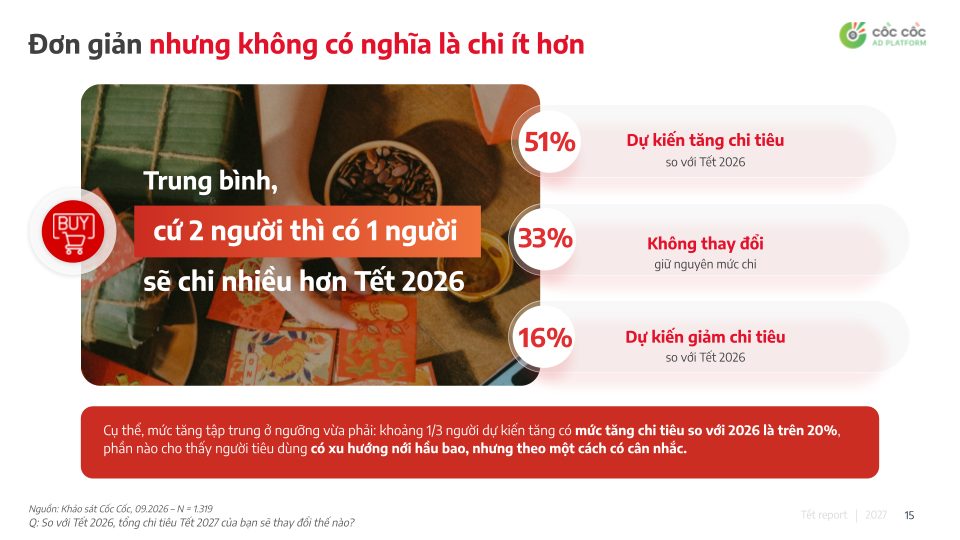 Đơn giản nhưng không có nghĩa là chi ít hơn
CỐC CỐC
AD PLATFORM
Trung bình,
cứ 2 người thì có 1 người
sẽ chi nhiều hơn Tết 2026
BUY
51%
Dự kiến tăng chi tiêu
so với Tết 2026
33%
Không thay đổi
giữ nguyên mức chi
16%
Dự kiến giảm chi tiêu
so với Tết 2026
Cụ thể, mức tăng tập trung ở ngưỡng vừa phải: khoảng 1/3 người dự kiến tăng có mức tăng chi tiêu so với 2026 là trên 20%,
phần nào cho thấy người tiêu dùng có xu hướng nới hầu bao, nhưng theo một cách có cân nhắc.
Nguồn: Khảo sát Cốc Cốc, 09.2026 – N = 1.319
Q: So với Tết 2026, tổng chi tiêu Tết 2027 của bạn sẽ thay đổi thế nào?
Tết report | 2027 15